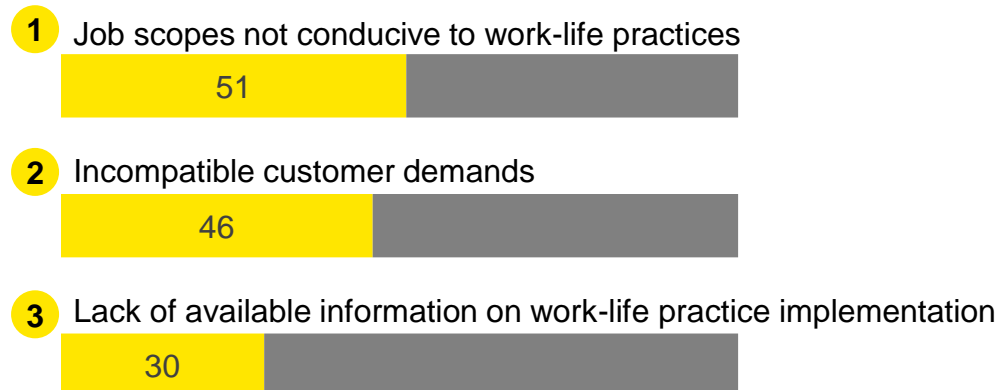 1 Job scopes not conducive to work-life practices
51
2 Incompatible customer demands
46
3 Lack of available information on work-life practice implementation
30